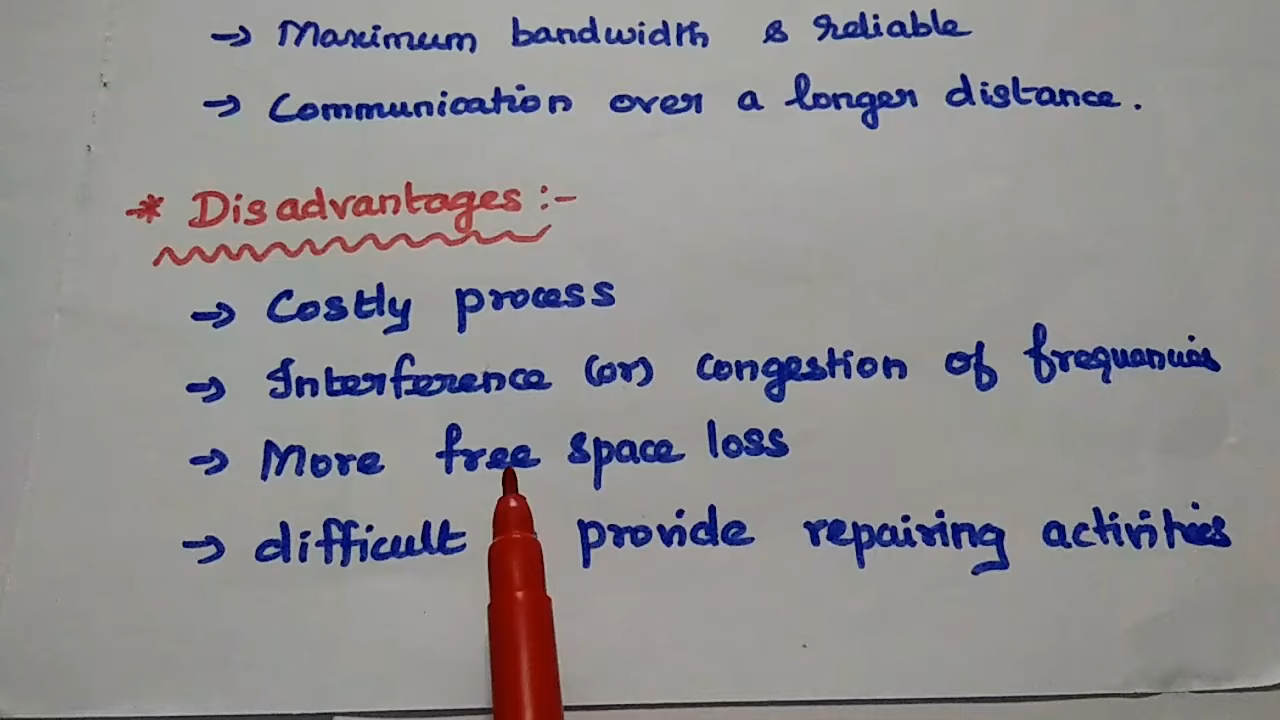 → Maximum bandwidth & reliable
→ Communication over a longer distance.
* Disadvantages :-
→ Costly process
→ Interference (or) congestion of frequancies
→ More free space loss
→ difficult provide repairing activities